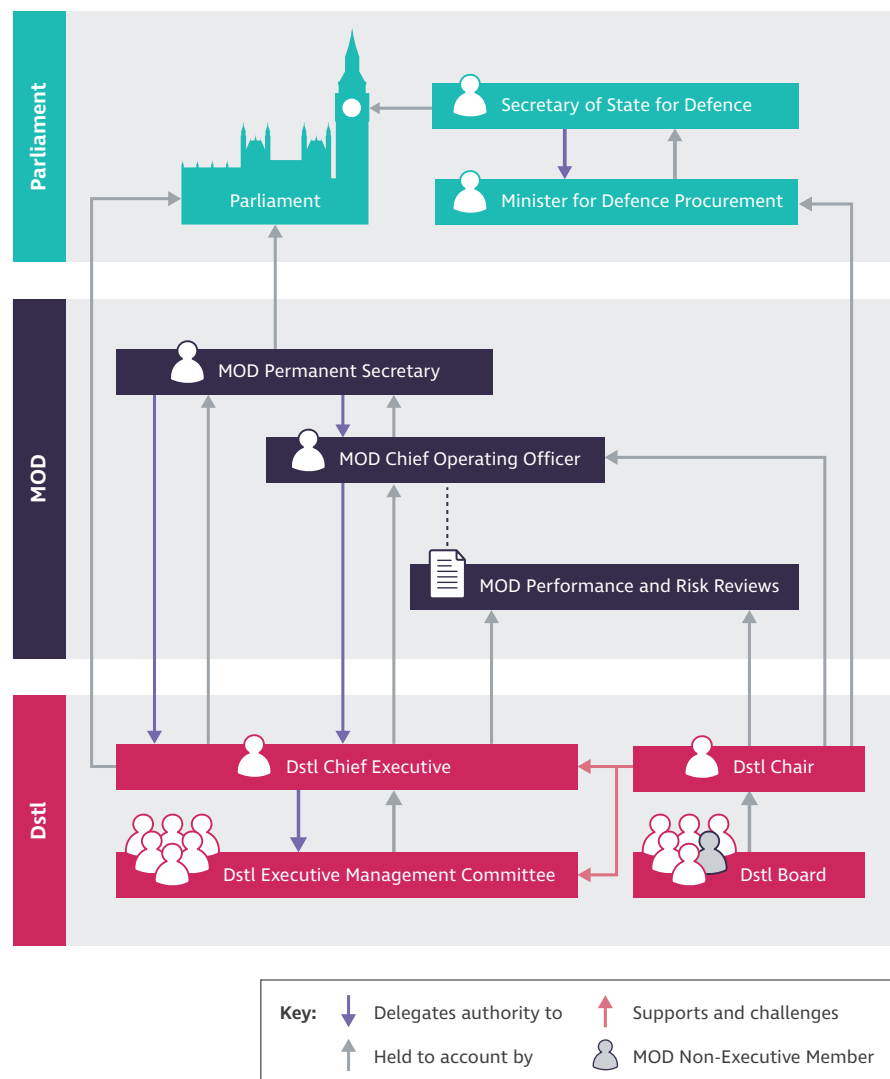 Parliament
Secretary of State for Defence
Parliament
Minister for Defence Procurement
MOD
MOD Permanent Secretary
MOD Chief Operating Officer
MOD Performance and Risk Reviews
Dstl
Dstl Chief Executive
Dstl Chair
Dstl Executive Management Committee
Dstl Board
Key:
Delegates authority to
Supports and challenges
Held to account by
MOD Non-Executive Member